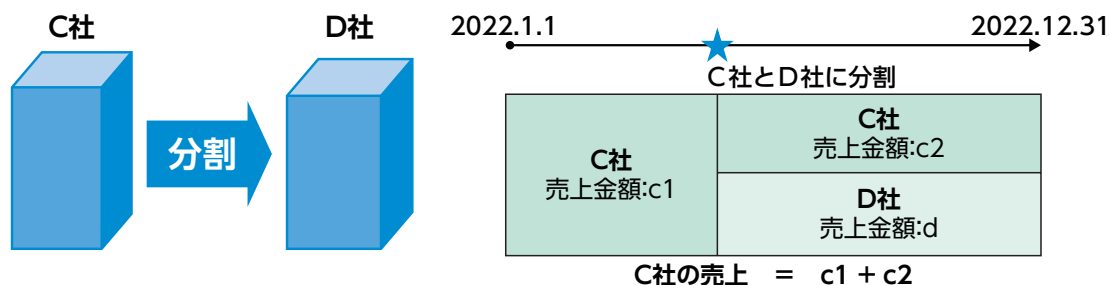 C社
D社
分割
2022.1.1
2022.12.31
C社とD社に分割
C社
売上金額:c1
C社
売上金額:c2
D社
売上金額:d
C社の売上 = c1 + c2